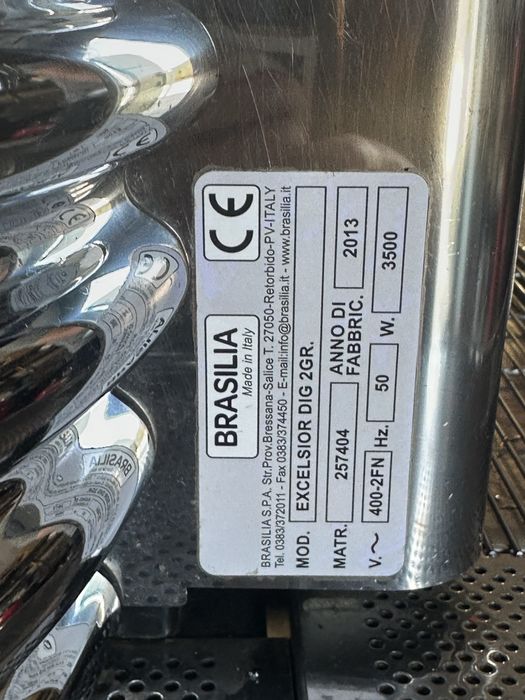 BRASILIA
Made in Italy
CE
BRASILIA S.P.A. Str.Prov.Bressana-Salice T. 27050-Retorbido-PV-ITALY
Tel. 0383/372011 - Fax 0383/374450 - E-mail:info@brasilia.it - www.brasilia.it
MOD. EXCELSIOR DIG 2GR.
MATR. 257404 ANNO DI FABBRIC. 2013
V.~ 400-2FN Hz. 50 W. 3500